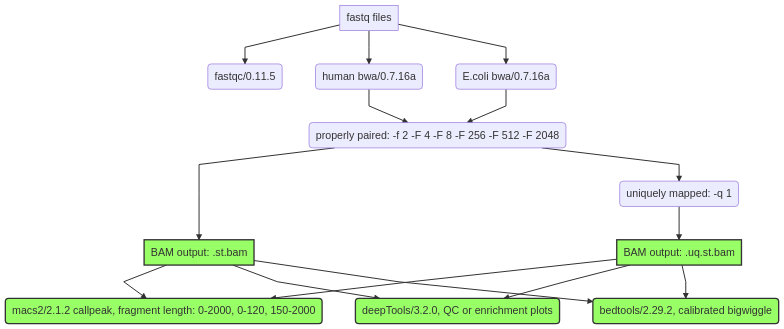 fastq files
fastqc/0.11.5
human bwa/0.7.16a
E.coli bwa/0.7.16a
properly paired: -f 2 -F 4 -F 8 -F 256 -F 512 -F 2048
uniquely mapped: -q 1
BAM output: .st.bam
BAM output: .uq.st.bam
macs2/2.1.2 callpeak, fragment length: 0-2000, 0-120, 150-2000
deepTools/3.2.0, QC or enrichment plots
bedtools/2.29.2, calibrated bigwiggle